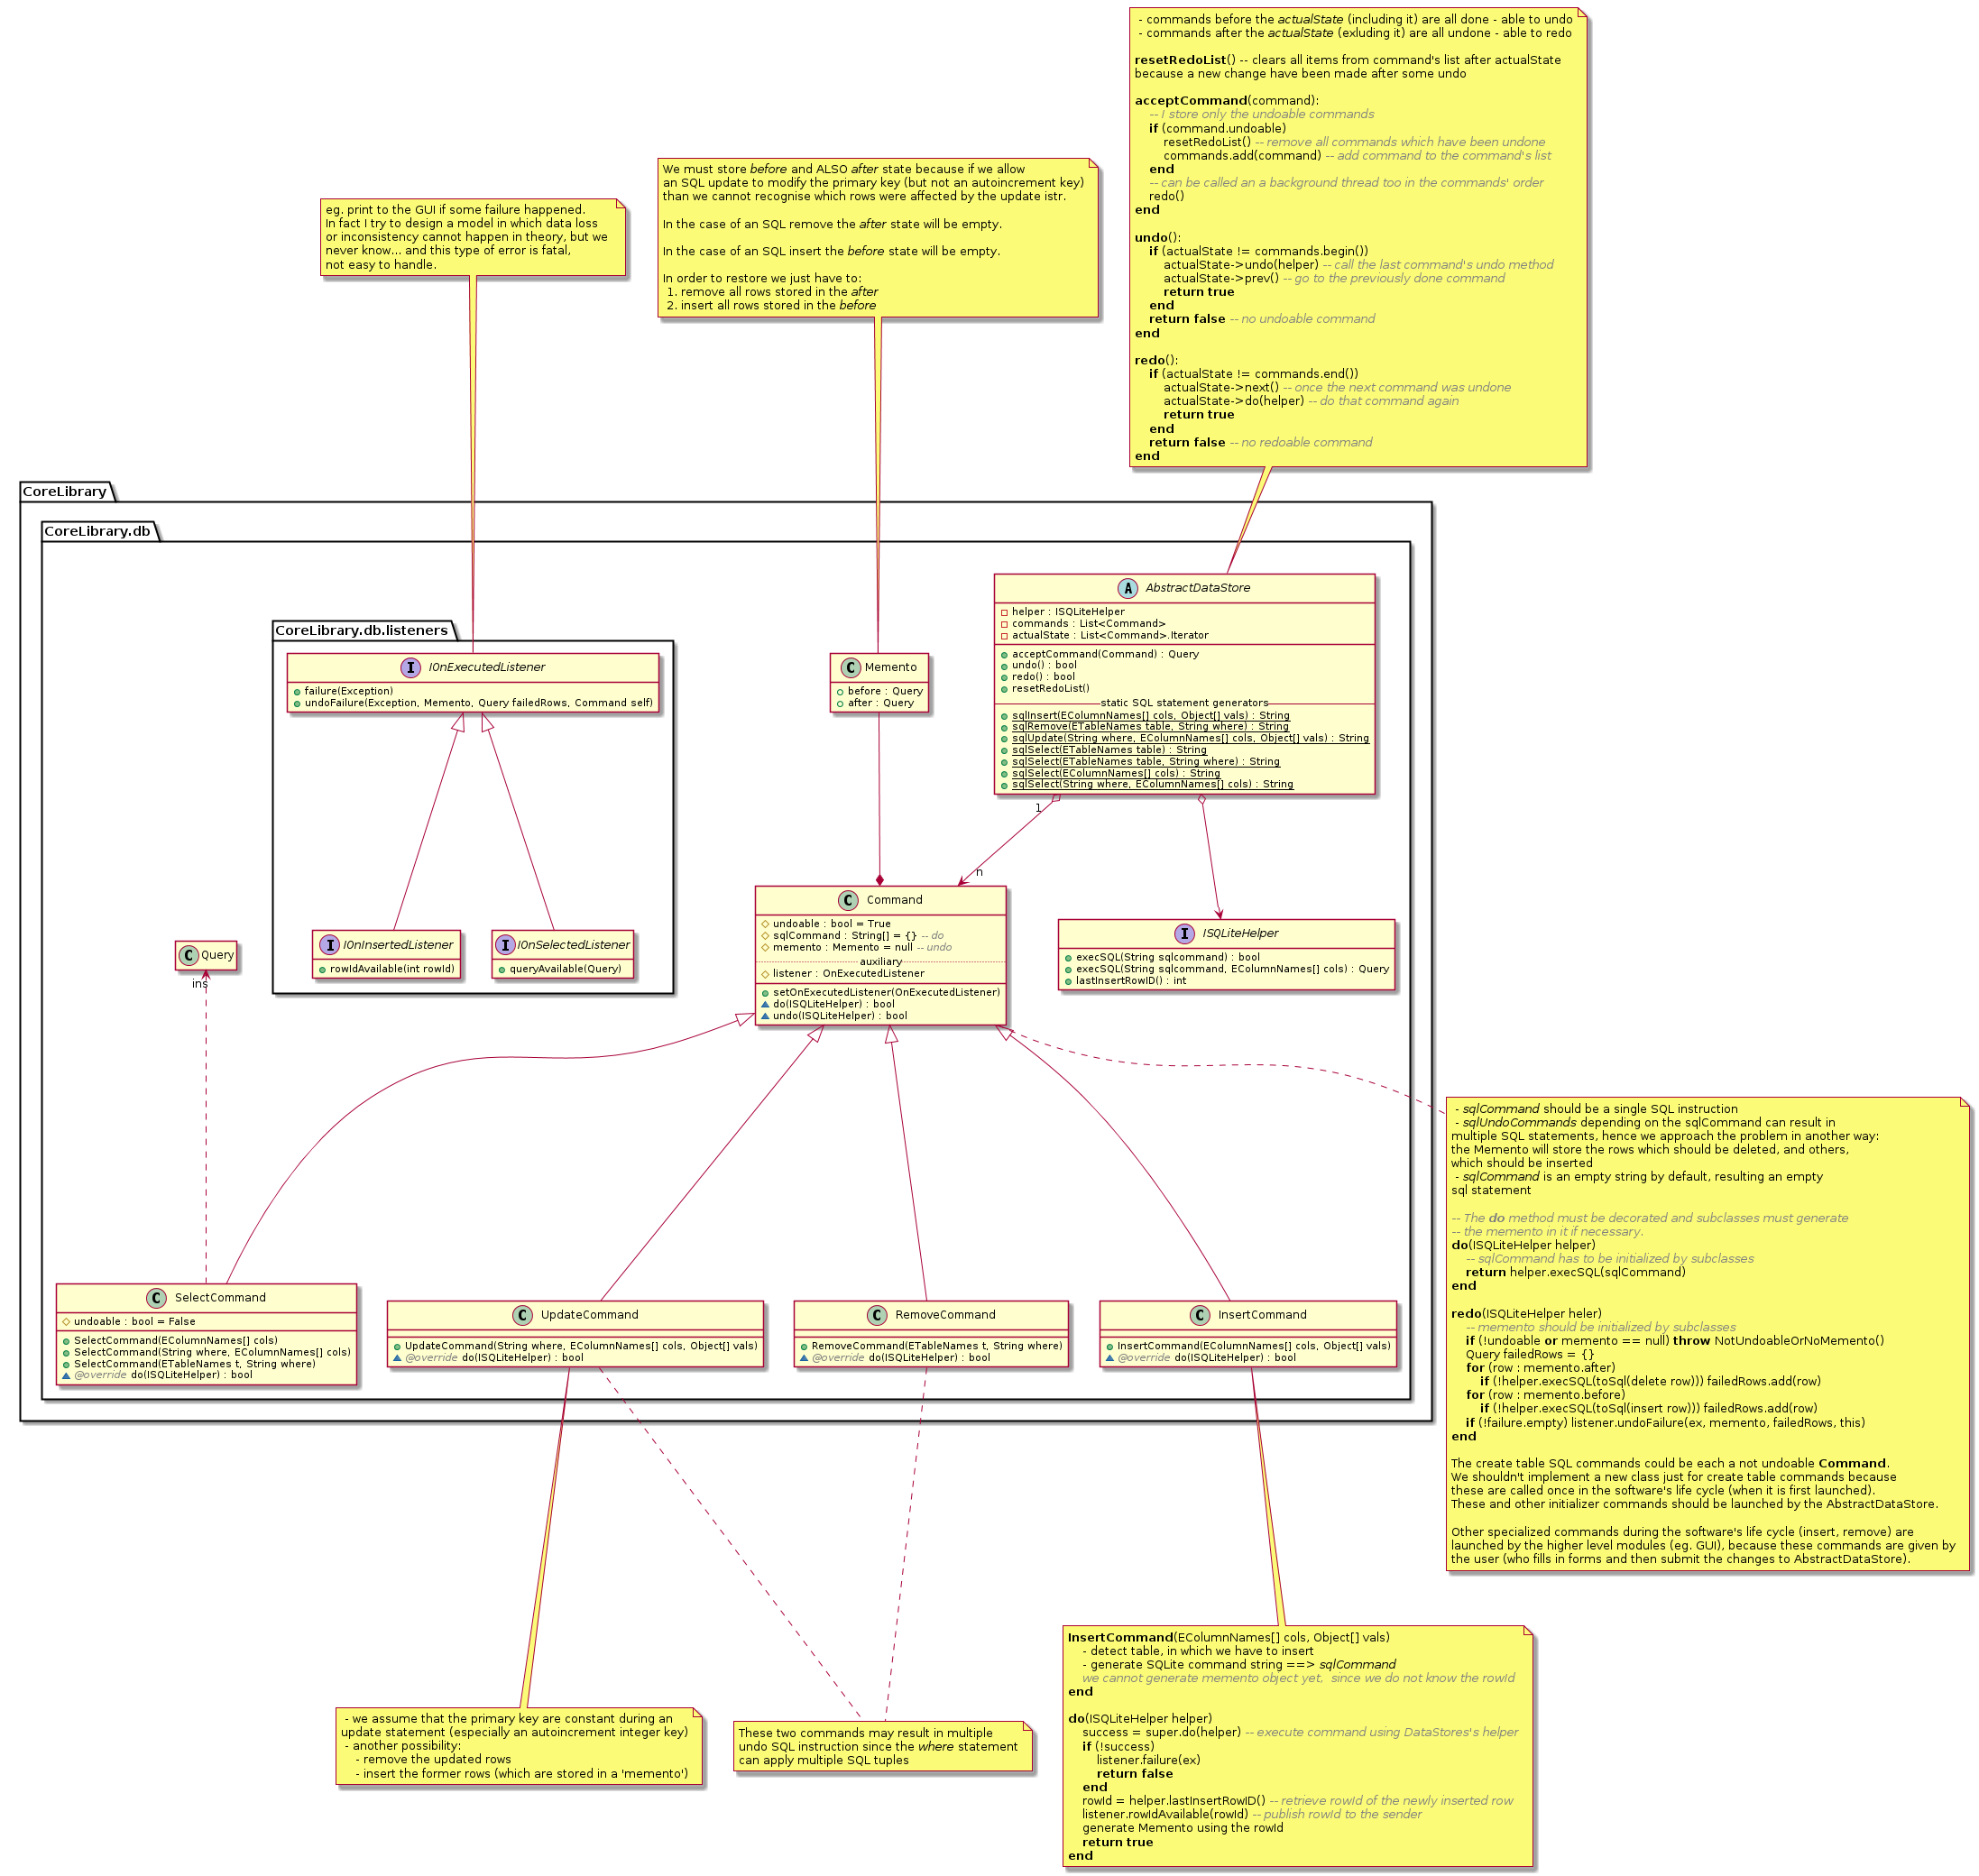 - commands before the actualState (including it) are all done - able to undo
- commands after the actualState (exluding it) are all undone - able to redo
resetRedoList() -- clears all items from command's list after actualState
because a new change have been made after some undo
acceptCommand(command):
-- I store only the undoable commands
if (command.undoable)
resetRedoList() -- remove all commands which have been undone
commands.add(command) -- add command to the command's list
end
-- can be called an a background thread too in the commands' order
redo()
end
undo():
if (actualState != commands.begin())
actualState->undo(helper) -- call the last command's undo method
actualState->prev() -- go to the previously done command
return true
end
return false -- no undoable command
end
redo():
if (actualState != commands.end())
actualState->next() -- once the next command was undone
actualState->do(helper) -- do that command again
return true
end
return false -- no redoable command
end
We must store before and ALSO after state because if we allow
an SQL update to modify the primary key (but not an autoincrement key)
than we cannot recognise which rows were affected by the update istr.
In the case of an SQL remove the after state will be empty.
In the case of an SQL insert the before state will be empty.
In order to restore we just have to:
1. remove all rows stored in the after
2. insert all rows stored in the before
eg. print to the GUI if some failure happened.
In fact I try to design a model in which data loss
or inconsistency cannot happen in theory, but we
never know... and this type of error is fatal,
not easy to handle.
CoreLibrary
CoreLibrary.db
CoreLibrary.db.listeners
A AbstractDataStore
helper : ISQLiteHelper
commands : List<Command>
actualState : List<Command>.Iterator
acceptCommand(Command) : Query
undo() : bool
redo() : bool
resetRedoList()
static SQL statement generators
sqlInsert(EColumnNames[] cols, Object[] vals) : String
sqlRemove(ETableNames table, String where) : String
sqlUpdate(String where, EColumnNames[] cols, Object[] vals) : String
sqlSelect(ETableNames table) : String
sqlSelect(ETableNames table, String where) : String
sqlSelect(EColumnNames[] cols) : String
sqlSelect(String where, EColumnNames[] cols) : String
I IOnExecutedListener
failure(Exception)
undoFailure(Exception, Memento, Query failedRows, Command self)
C Memento
before : Query
after : Query
1
n
C Command
undoable : bool = True
sqlCommand : String[] = {} -- do
memento : Memento = null -- undo
auxiliary
listener : OnExecutedListener
setOnExecutedListener(OnExecutedListener)
do(ISQLiteHelper) : bool
undo(ISQLiteHelper) : bool
I ISQLiteHelper
execSQL(String sqlcommand) : bool
execSQL(String sqlcommand, EColumnNames[] cols) : Query
lastInsertRowID() : int
I IOnInsertedListener
rowIdAvailable(int rowId)
I IOnSelectedListener
queryAvailable(Query)
C Query
ins
- sqlCommand should be a single SQL instruction
- sqlUndoCommands depending on the sqlCommand can result in
multiple SQL statements, hence we approach the problem in another way:
the Memento will store the rows which should be deleted, and others,
which should be inserted
- sqlCommand is an empty string by default, resulting an empty
sql statement
-- The do method must be decorated and subclasses must generate
-- the memento in it if necessary.
do(ISQLiteHelper helper)
-- sqlCommand has to be initialized by subclasses
return helper.execSQL(sqlCommand)
end
redo(ISQLiteHelper heler)
-- memento should be initialized by subclasses
if (!undoable or memento == null) throw NotUndoableOrNoMemento()
Query failedRows = {}
for (row : memento.after)
if (!helper.execSQL(toSql(delete row))) failedRows.add(row)
for (row : memento.before)
if (!helper.execSQL(toSql(insert row))) failedRows.add(row)
if (!failure.empty) listener.undoFailure(ex, memento, failedRows, this)
end
The create table SQL commands could be each a not undoable Command.
We shouldn't implement a new class just for create table commands because
these are called once in the software's life cycle (when it is first launched).
These and other initializer commands should be launched by the AbstractDataStore.
Other specialized commands during the software's life cycle (insert, remove) are
launched by the higher level modules (eg. GUI), because these commands are given by
the user (who fills in forms and then submit the changes to AbstractDataStore).
C SelectCommand
undoable : bool = False
SelectCommand(EColumnNames[] cols)
SelectCommand(String where, EColumnNames[] cols)
SelectCommand(ETableNames t, String where)
@override do(ISQLiteHelper) : bool
C UpdateCommand
UpdateCommand(String where, EColumnNames[] cols, Object[] vals)
@override do(ISQLiteHelper) : bool
C RemoveCommand
RemoveCommand(ETableNames t, String where)
@override do(ISQLiteHelper) : bool
C InsertCommand
InsertCommand(EColumnNames[] cols, Object[] vals)
@override do(ISQLiteHelper) : bool
- we assume that the primary key are constant during an
update statement (especially an autoincrement integer key)
- another possibility:
- remove the updated rows
- insert the former rows (which are stored in a 'memento')
These two commands may result in multiple
undo SQL instruction since the where statement
can apply multiple SQL tuples
InsertCommand(EColumnNames[] cols, Object[] vals)
- detect table, in which we have to insert
- generate SQLite command string ==> sqlCommand
we cannot generate memento object yet, since we do not know the rowId
end
do(ISQLiteHelper helper)
success = super.do(helper) -- execute command using DataStores's helper
if (!success)
listener.failure(ex)
return false
end
rowId = helper.lastInsertRowID() -- retrieve rowId of the newly inserted row
listener.rowIdAvailable(rowId) -- publish rowId to the sender
generate Memento using the rowId
return true
end